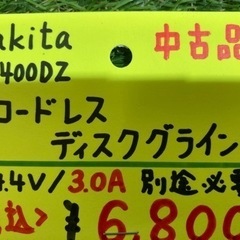 akita
中古品
400DZ
コードレス
ディスクグライン
.4V/3.0A 別途必要
込> ¥6,800